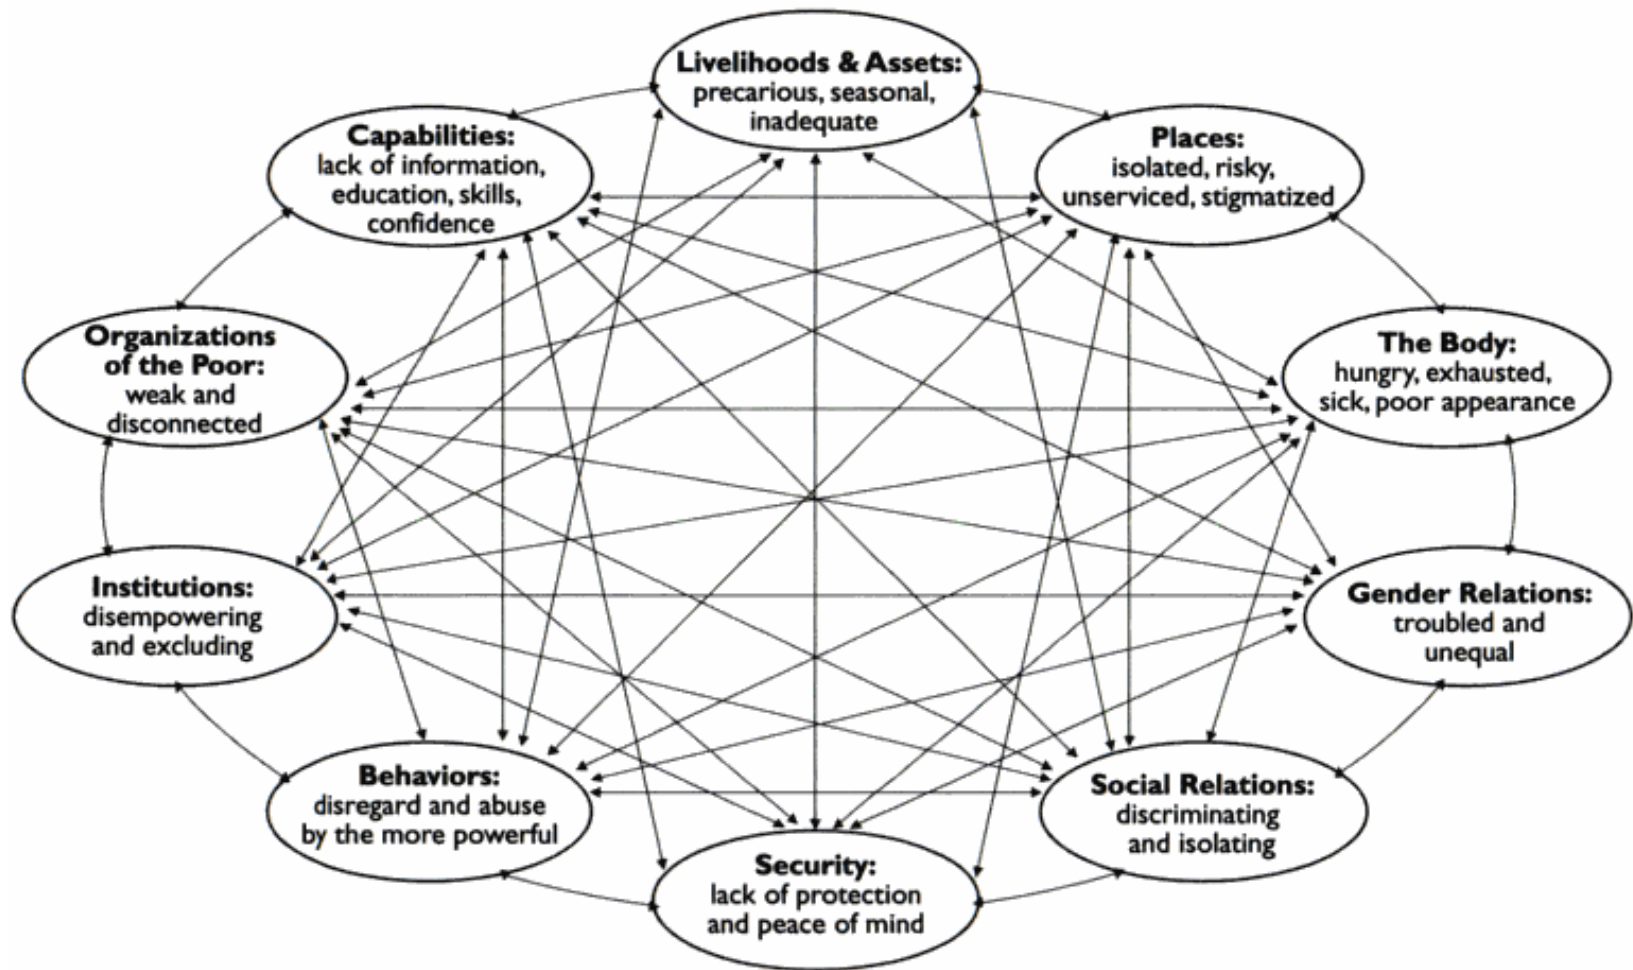 Livelihoods & Assets:
precarious, seasonal,
inadequate
Capabilities:
lack of information,
education, skills,
confidence
Places:
isolated, risky,
unserviced, stigmatized
Organizations
of the Poor:
weak and
disconnected
The Body:
hungry, exhausted,
sick, poor appearance
Institutions:
disempowering
and excluding
Gender Relations:
troubled and
unequal
Behaviors:
disregard and abuse
by the more powerful
Social Relations:
discriminating
and isolating
Security:
lack of protection
and peace of mind